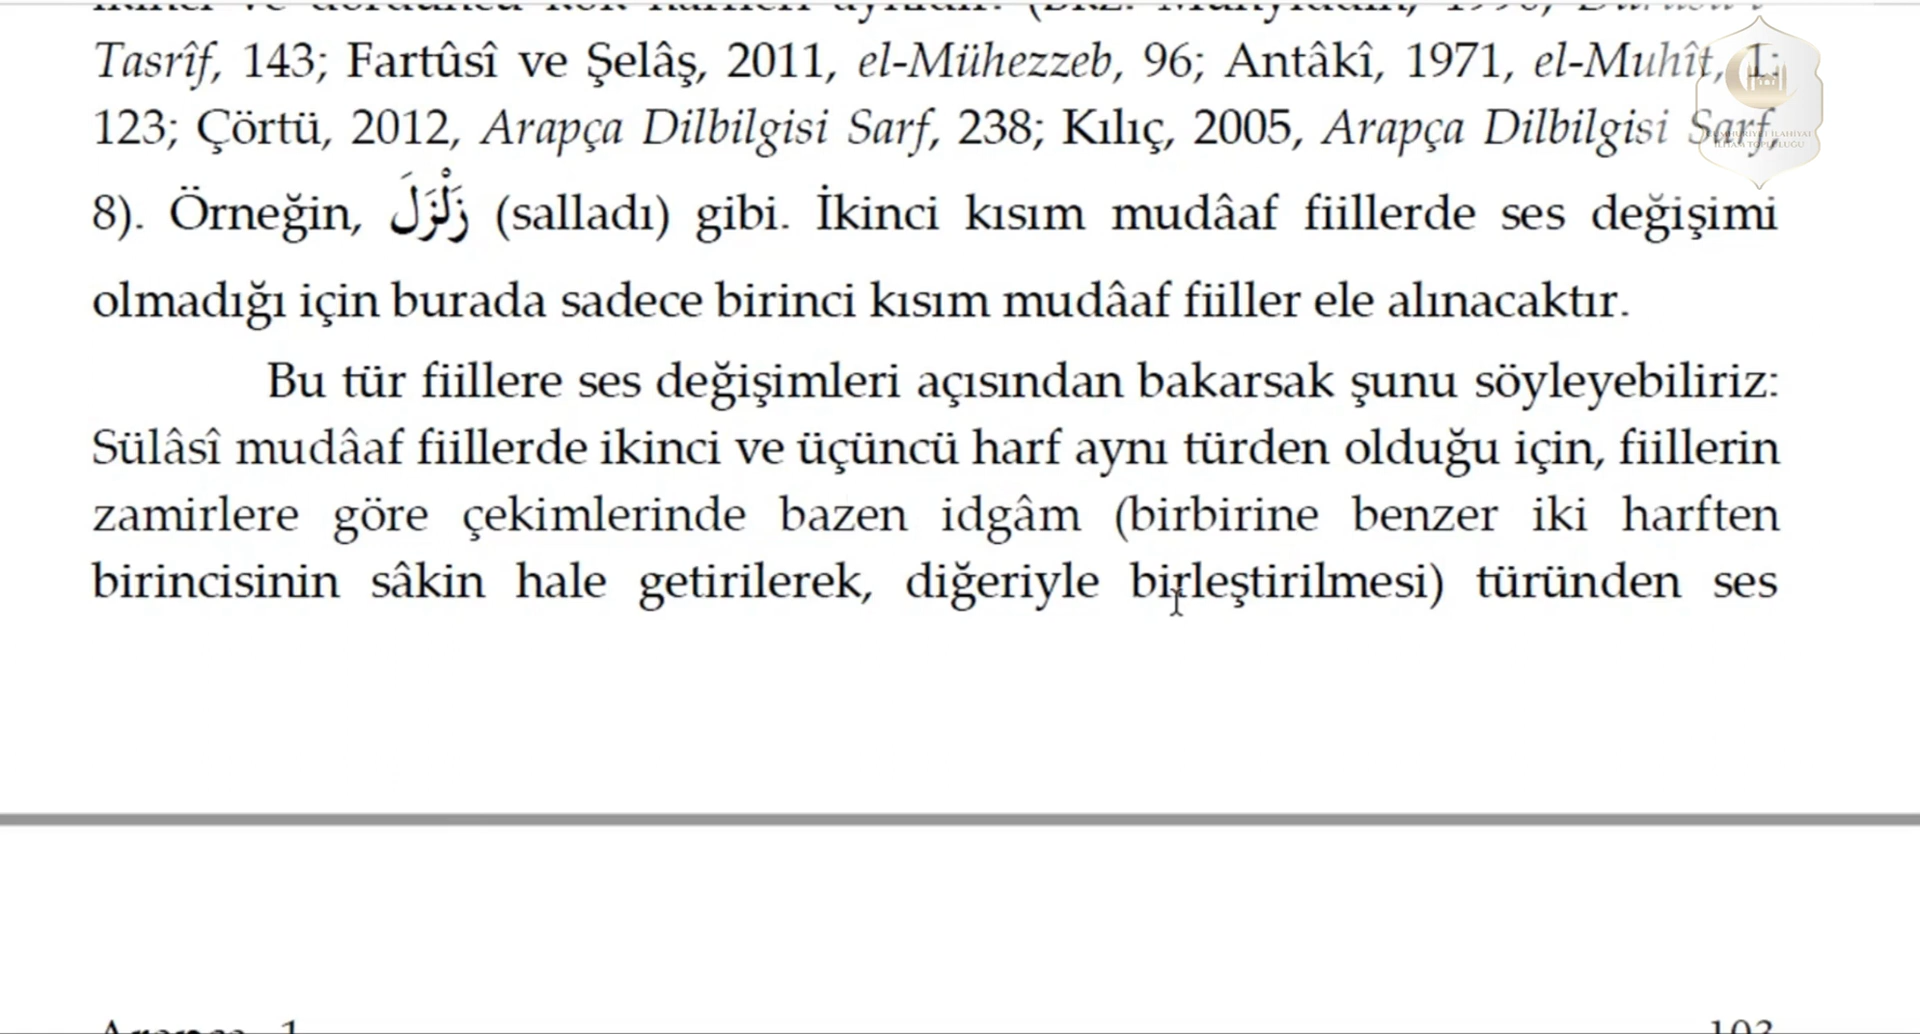 Tasrîf, 143; Fartûsî ve Şelâş, 2011, el-Mühezzeb, 96; Antâkî, 1971, el-Muhît, 1:
123; Çörtü, 2012, Arapça Dilbilgisi Sarf, 238; Kılıç, 2005, Arapça Dilbilgisi Sarf,
8). Örneğin, زَلْزَلَ (salladı) gibi. İkinci kısım mudâaf fiillerde ses değişimi
olmadığı için burada sadece birinci kısım mudâaf fiiller ele alınacaktır.
Bu tür fiillere ses değişimleri açısından bakarsak şunu söyleyebiliriz:
Sülâsî mudâaf fiillerde ikinci ve üçüncü harf aynı türden olduğu için, fiillerin
zamirlere göre çekimlerinde bazen idgâm (birbirine benzer iki harften
birincisinin sâkin hale getirilerek, diğeriyle birleştirilmesi) türünden ses